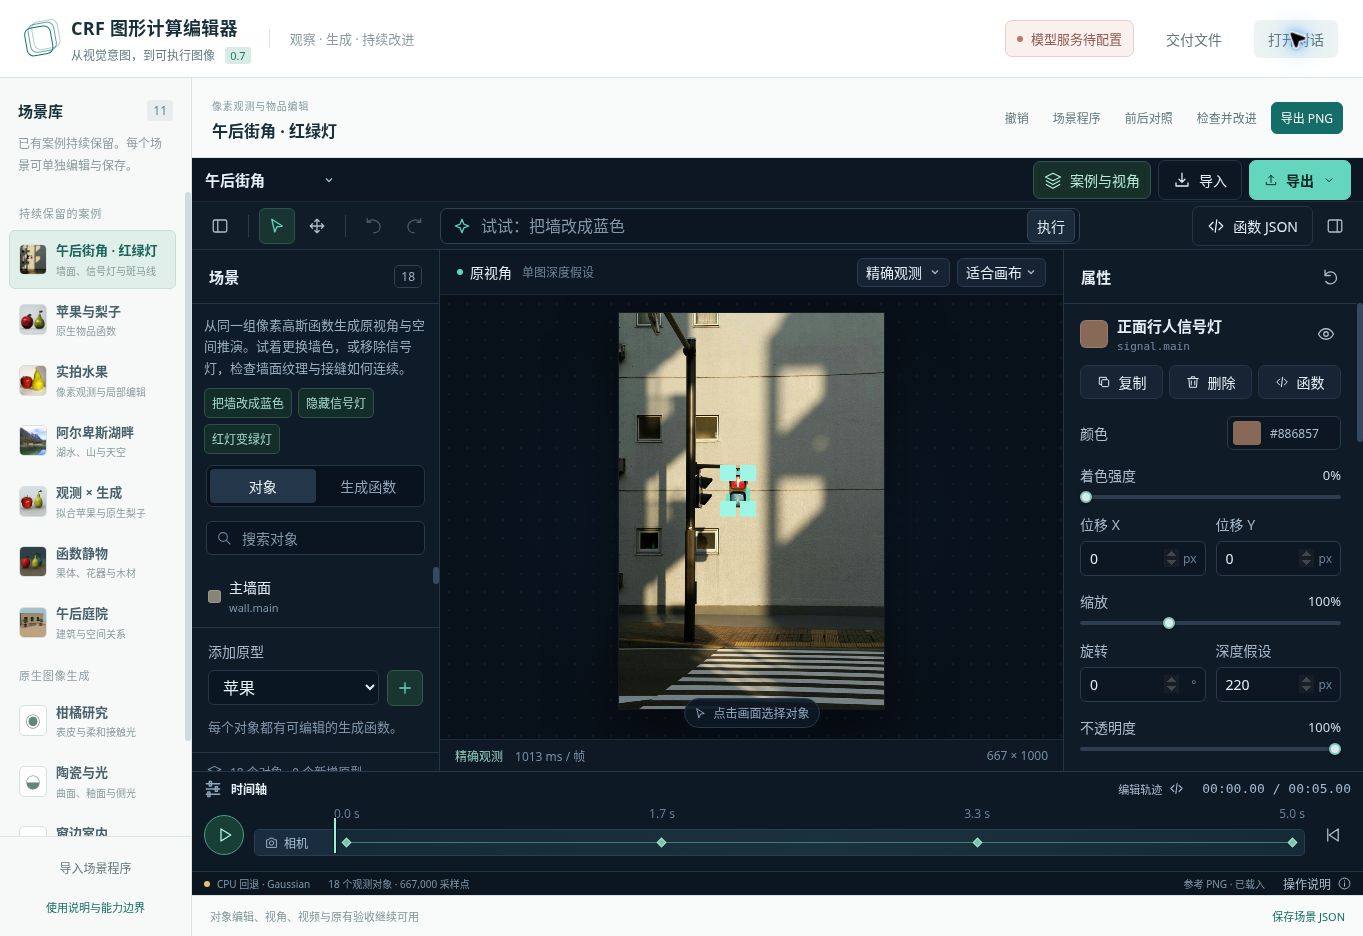 CRF 图形计算编辑器
从视觉意图，到可执行图像 0.7
观察 · 生成 · 持续改进
模型服务待配置
交付文件
打开对话
场景库 11
已有案例持续保留。每个场
景可单独编辑与保存。
持续保留的案例
午后街角 · 红绿灯
墙面、信号灯与斑马线
苹果与梨子
原生物品函数
实拍水果
像素观测与局部编辑
阿尔卑斯湖畔
湖水、山与天空
观测 × 生成
拟合苹果与原生梨子
函数静物
果体、花器与木材
午后庭院
建筑与空间关系
原生图像生成
柑橘研究
表皮与柔和接触光
陶瓷与光
曲面、釉面与侧光
窗边室内
导入场景程序
使用说明与能力边界
像素观测与物品编辑
午后街角 · 红绿灯
撤销
场景程序
前后对照
检查并改进
导出 PNG
午后街角
案例与视角
导入
导出
试试：把墙改成蓝色
执行
函数 JSON
场景 18
从同一组像素高斯函数生成原视角与空
间推演。试着更换墙色，或移除信号
灯，检查墙面纹理与接缝如何连续。
把墙改成蓝色
隐藏信号灯
红灯变绿灯
对象
生成函数
搜索对象
主墙面
wall.main
添加原型
苹果
每个对象都有可编辑的生成函数。
18 个对象 · 0 个新增原型
原视角 单图深度假设
精确观测
适合画布
点击画面选择对象
精确观测 1013 ms / 帧
667 × 1000
属性
正面行人信号灯
signal.main
复制
删除
函数
颜色 #886857
着色强度 0%
位移 X
位移 Y
0 px
0 px
缩放 100%
旋转
深度假设
0 °
220 px
不透明度 100%
时间轴
编辑轨迹
00:00.00 / 00:05.00
0.0 s
1.7 s
3.3 s
5.0 s
相机
CPU 回退 · Gaussian
18 个观测对象 · 667,000 采样点
参考 PNG · 已载入
操作说明
对象编辑、视角、视频与原有验收继续可用
保存场景 JSON